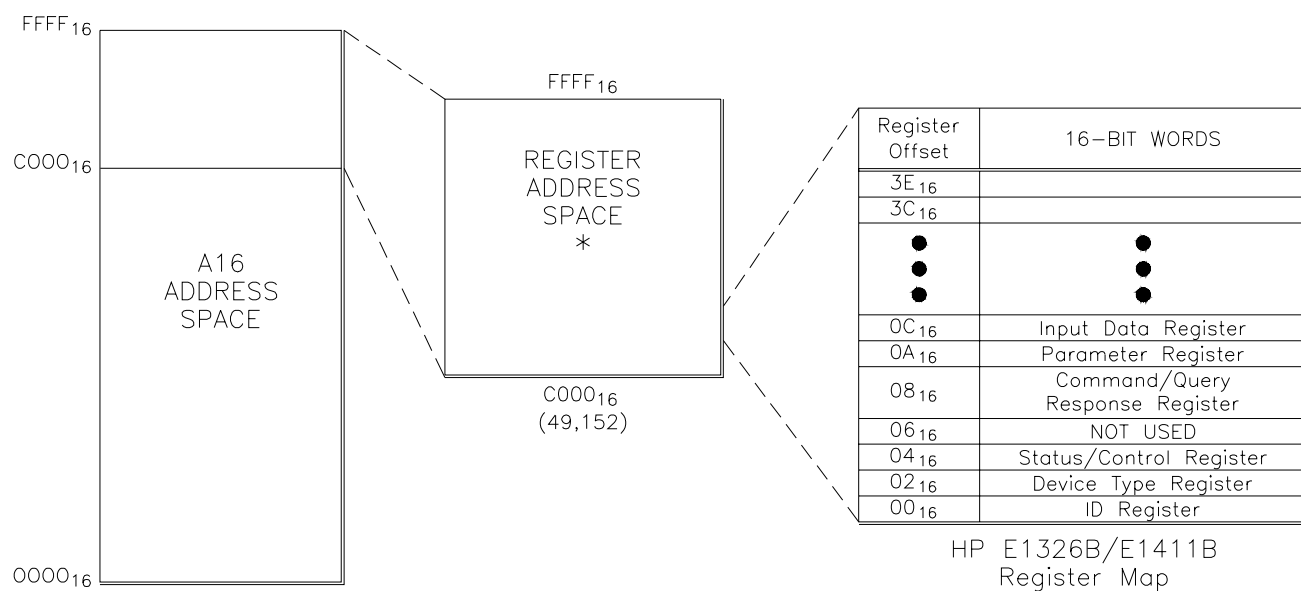 FFFF16
C00016
A16
ADDRESS
SPACE
000016
FFFF16
REGISTER
ADDRESS
SPACE
*
C00016
(49,152)
Register
Offset
16-BIT WORDS
3E16
3C16
0C16 Input Data Register
0A16 Parameter Register
0816 Command/Query
Response Register
0616 NOT USED
0416 Status/Control Register
0216 Device Type Register
0016 ID Register
HP E1326B/E1411B
Register Map